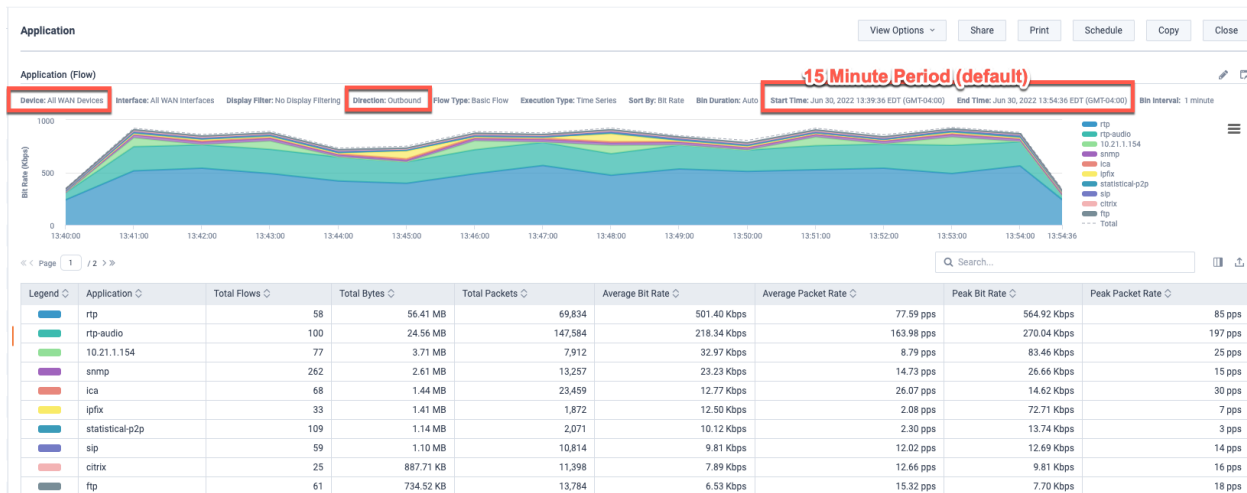 Application
View Options
Share
Print
Schedule
Copy
Close
Application (Flow)
15 Minute Period (default)
Device: All WAN Devices Interface: All WAN Interfaces Display Filter: No Display Filtering Direction: Outbound Flow Type: Basic Flow Execution Type: Time Series Sort By: Bit Rate Bin Duration: Auto Start Time: Jun 30, 2022 13:39:36 EDT (GMT-04:00) End Time: Jun 30, 2022 13:54:36 EDT (GMT-04:00) Bin Interval: 1 minute
Bit Rate (Kbps)
1000
500
0
13:40:00 13:41:00 13:42:00 13:43:00 13:44:00 13:45:00 13:46:00 13:47:00 13:48:00 13:49:00 13:50:00 13:51:00 13:52:00 13:53:00 13:54:00 13:54:36
rtp
rtp-audio
10.21.1.154
snmp
ica
ipfix
statistical-p2p
sip
citrix
ftp
Total
Page 1 / 2
Search...
Legend Application Total Flows Total Bytes Total Packets Average Bit Rate Average Packet Rate Peak Bit Rate Peak Packet Rate
rtp 58 56.41 MB 69,834 501.40 Kbps 77.59 pps 564.92 Kbps 85 pps
rtp-audio 100 24.56 MB 147,584 218.34 Kbps 163.98 pps 270.04 Kbps 197 pps
10.21.1.154 77 3.71 MB 7,912 32.97 Kbps 8.79 pps 83.46 Kbps 25 pps
snmp 262 2.61 MB 13,257 23.23 Kbps 14.73 pps 26.66 Kbps 15 pps
ica 68 1.44 MB 23,459 12.77 Kbps 26.07 pps 14.62 Kbps 30 pps
ipfix 33 1.41 MB 1,872 12.50 Kbps 2.08 pps 72.71 Kbps 7 pps
statistical-p2p 109 1.14 MB 2,071 10.12 Kbps 2.30 pps 13.74 Kbps 3 pps
sip 59 1.10 MB 10,814 9.81 Kbps 12.02 pps 12.69 Kbps 14 pps
citrix 25 887.71 KB 11,398 7.89 Kbps 12.66 pps 9.81 Kbps 16 pps
ftp 61 734.52 KB 13,784 6.53 Kbps 15.32 pps 7.70 Kbps 18 pps